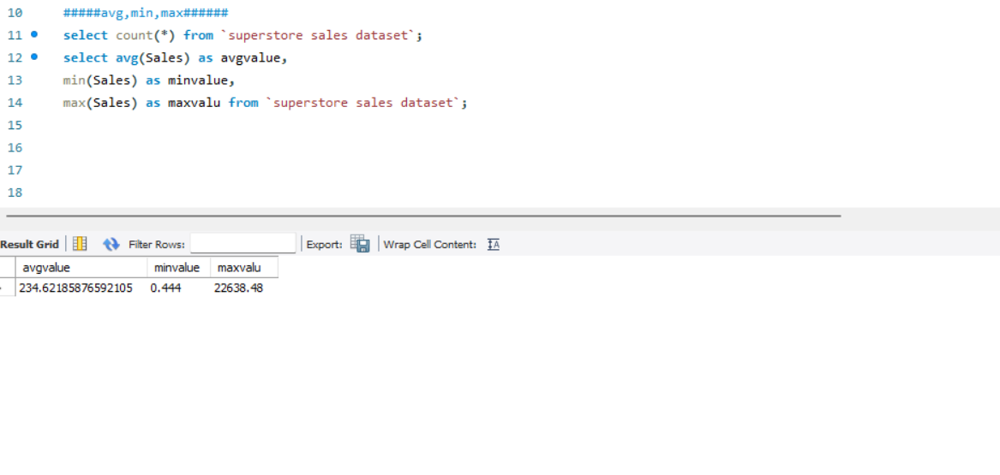 10 #####avg,min,max######
11 select count(*) from `superstore sales dataset`;
12 select avg(Sales) as avgvalue,
13 min(Sales) as minvalue,
14 max(Sales) as maxvalu from `superstore sales dataset`;
15
16
17
18
Result Grid Filter Rows: Export: Wrap Cell Content: IA
avgvalue minvalue maxvalu
234.62185876592105 0.444 22638.48